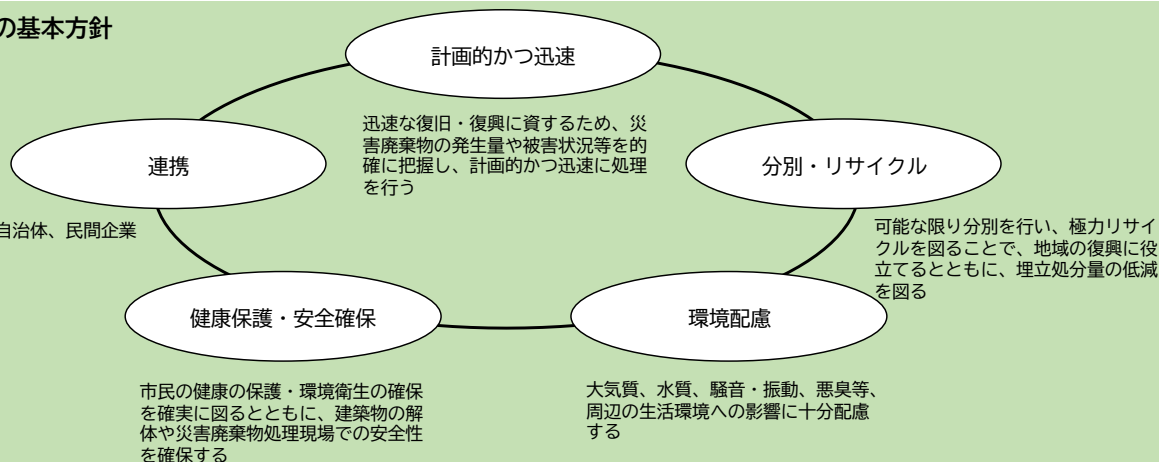 の基本方針
計画的かつ迅速
迅速な復旧・復興に資するため、災
害廃棄物の発生量や被害状況等を的
確に把握し、計画的かつ迅速に処理
を行う
連携
自治体、民間企業
分別・リサイクル
可能な限り分別を行い、極力リサイ
クルを図ることで、地域の復興に役
立てるとともに、埋立処分量の低減
を図る
健康保護・安全確保
市民の健康の保護・環境衛生の確保
を確実に図るとともに、建築物の解
体や災害廃棄物処理現場での安全性
を確保する
環境配慮
大気質、水質、騒音・振動、悪臭等、
周辺の生活環境への影響に十分配慮
する